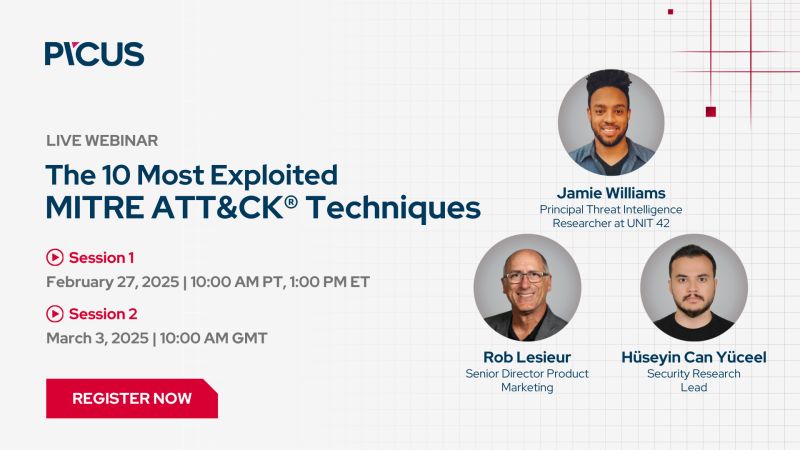 PICUS
LIVE WEBINAR
The 10 Most Exploited
MITRE ATT&CK® Techniques
Session 1
February 27, 2025 | 10:00 AM PT, 1:00 PM ET
Session 2
March 3, 2025 | 10:00 AM GMT
REGISTER NOW
Jamie Williams
Principal Threat Intelligence
Researcher at UNIT 42
Rob Lesieur
Senior Director Product
Marketing
Hüseyin Can Yüceel
Security Research
Lead